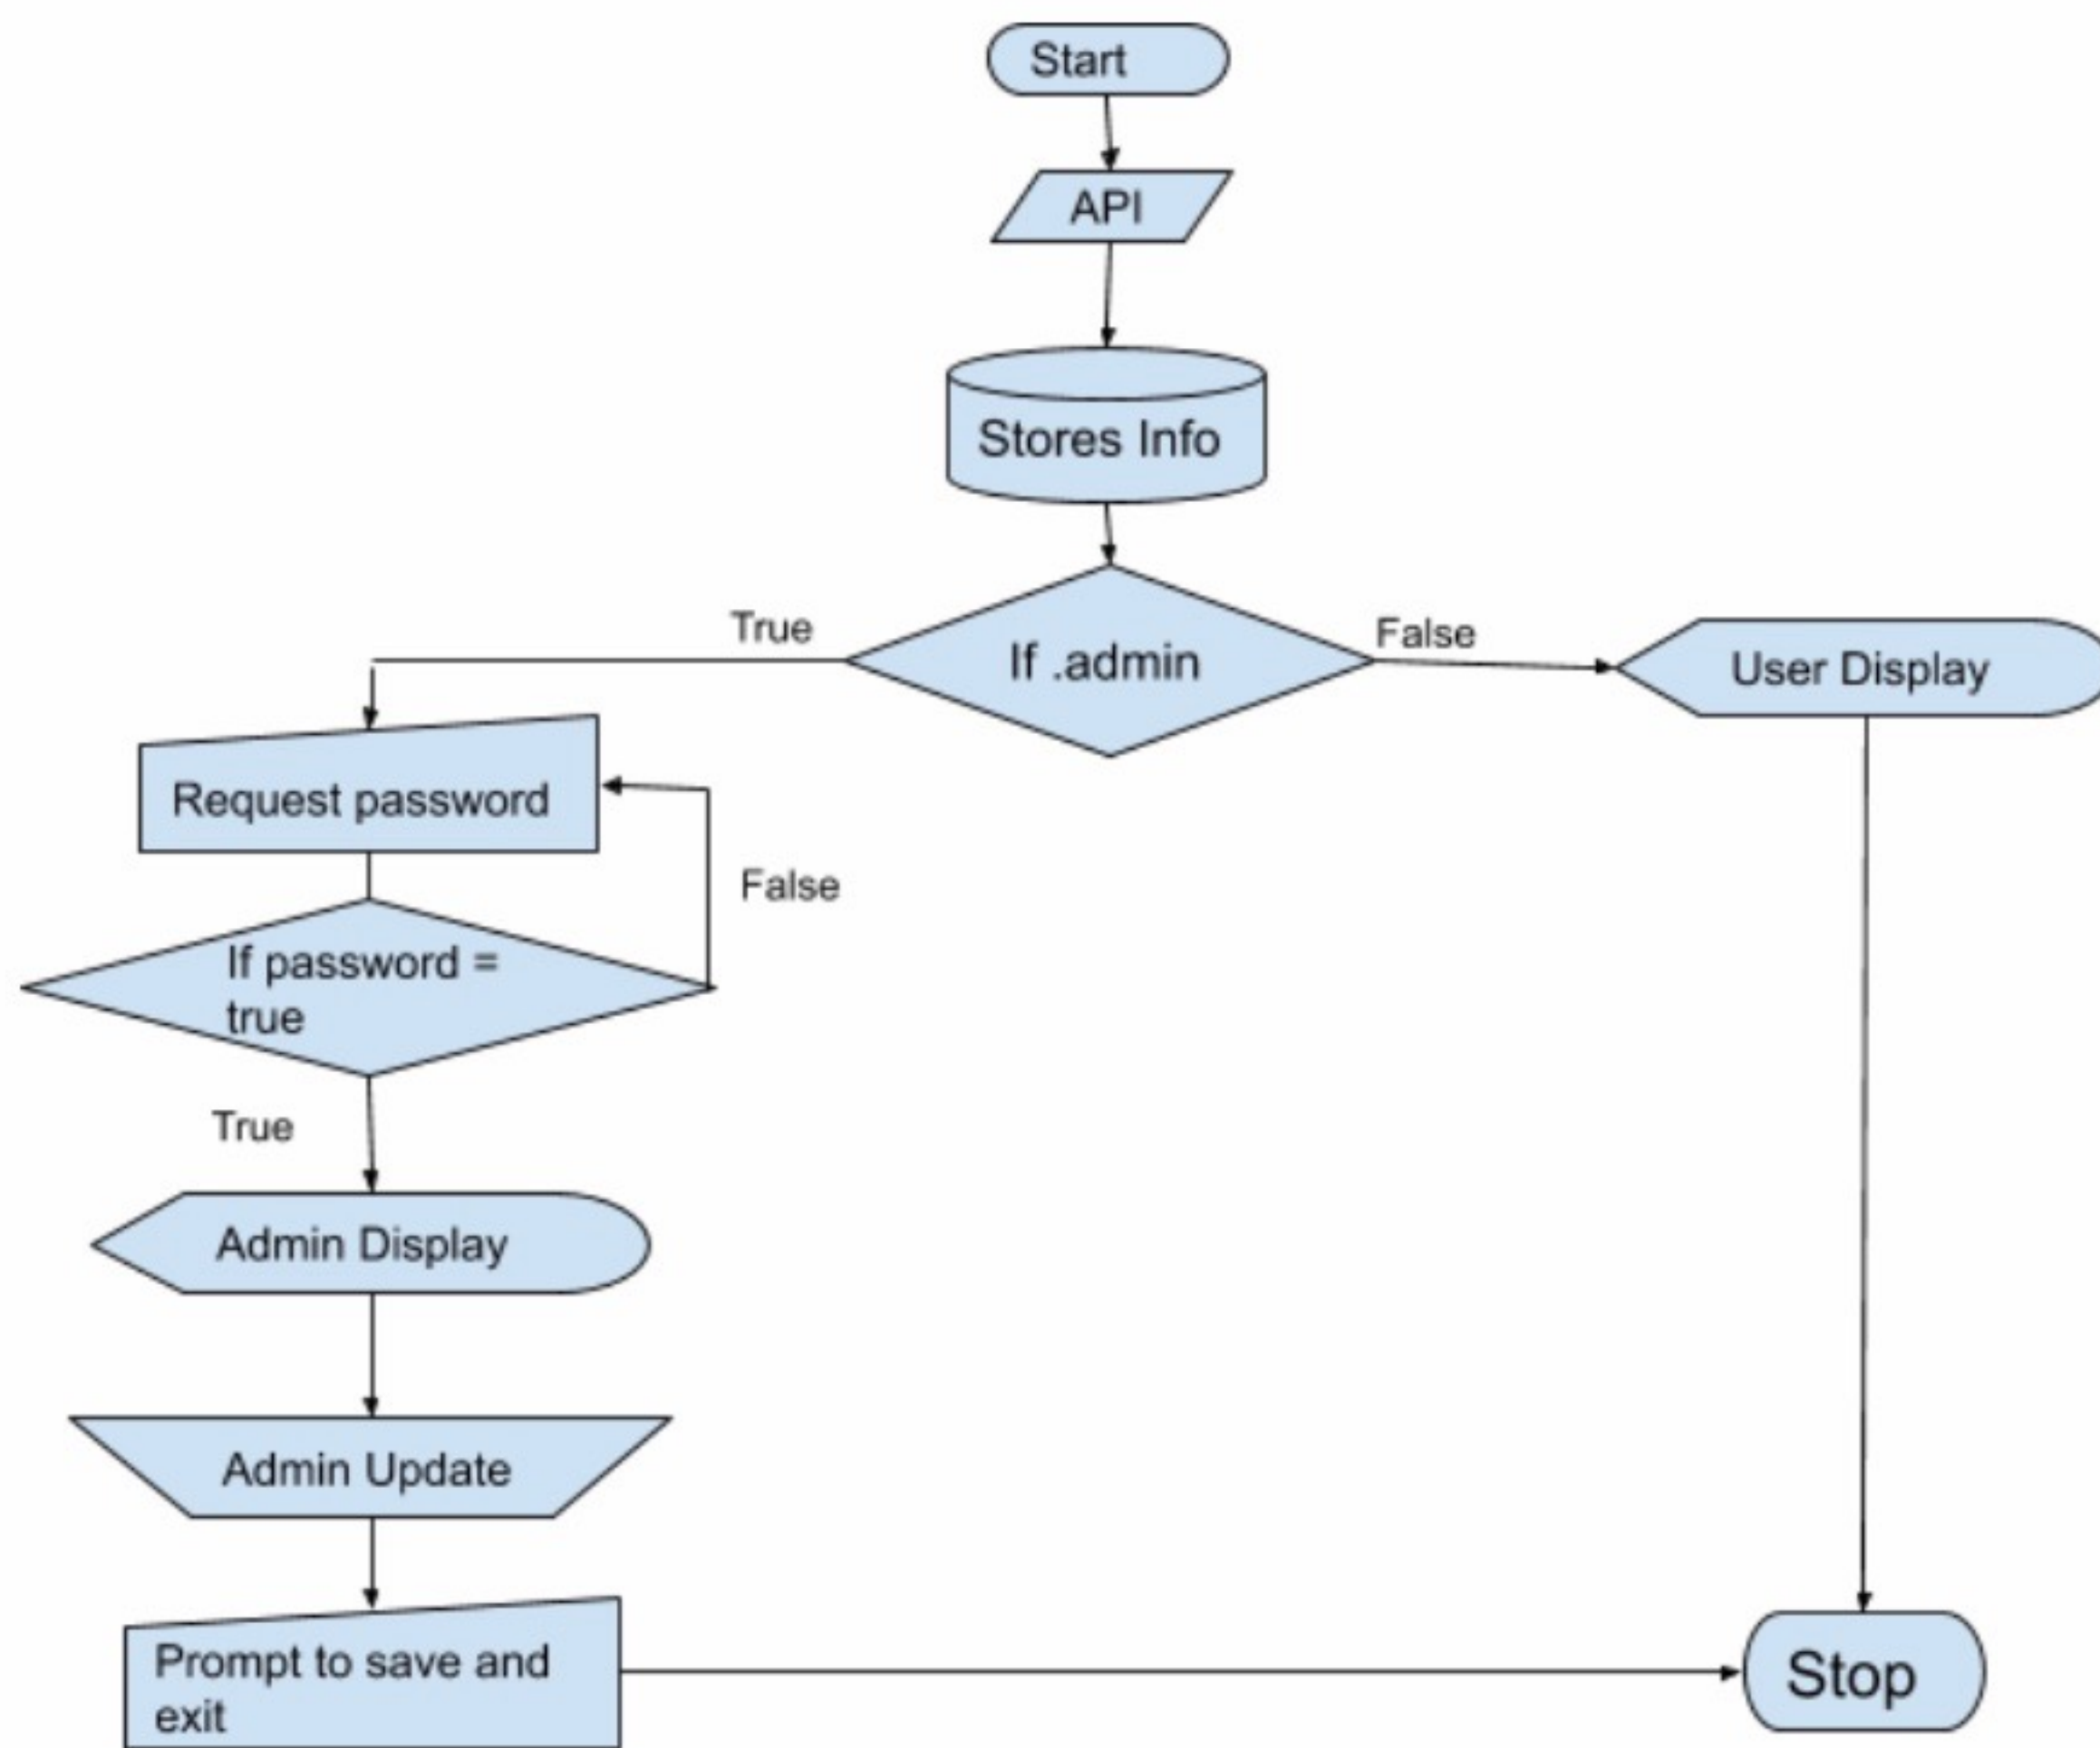 Start
API
Stores Info
True
If .admin
False
User Display
Request password
False
If password =
true
True
Admin Display
Admin Update
Prompt to save and
exit
Stop